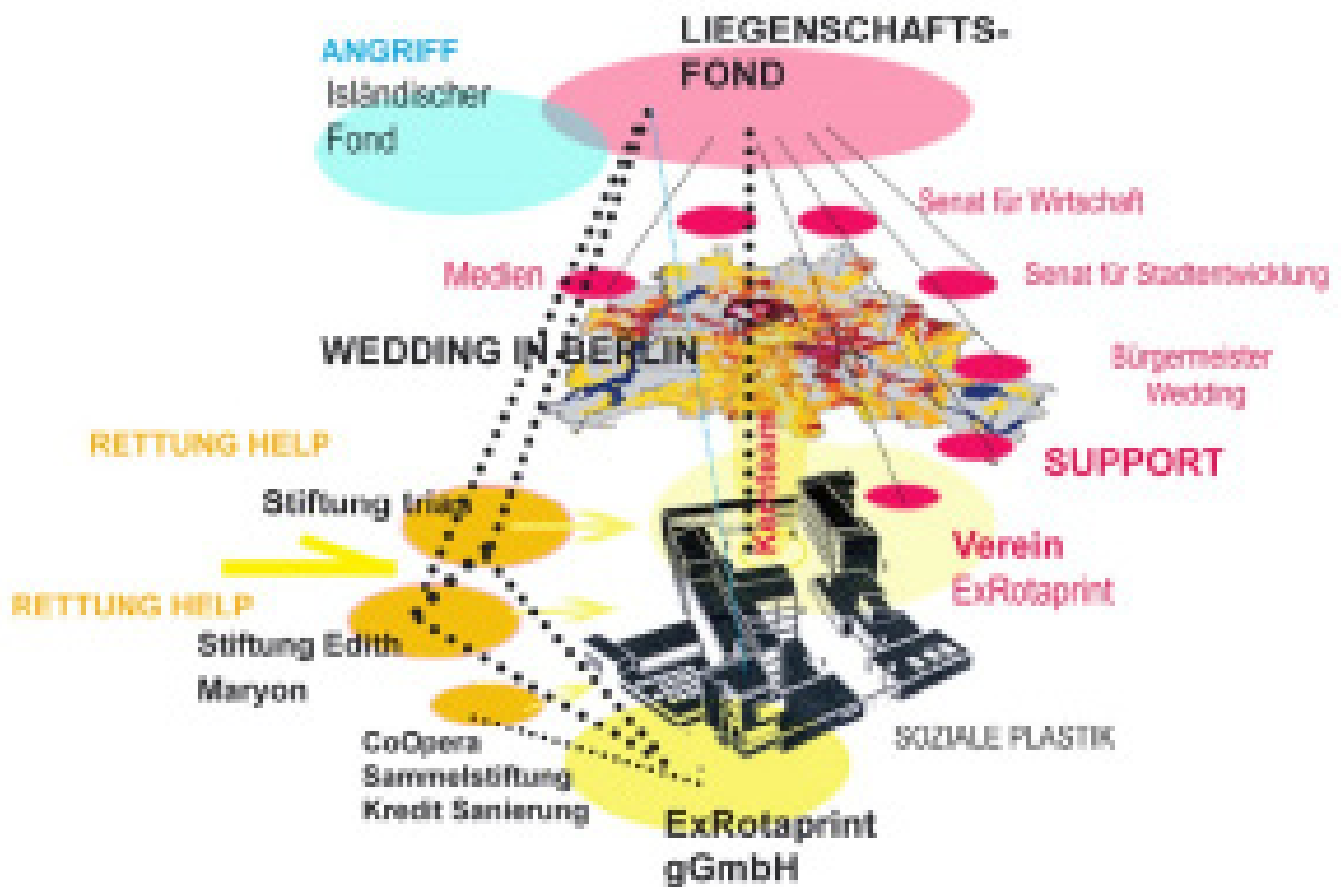 LIEGENSCHAFTS-
FOND
ANGRIFF
Isländischer
Fond
Senat für Wirtschaft
Medien
Senat für Stadtentwicklung
WEDDING IN BERLIN
Bürgermeister
Wedding
RETTUNG HELP
SUPPORT
Stiftung trias
Verein
ExRotaprint
RETTUNG HELP
Stiftung Edith
Maryon
SOZIALE PLASTIK
CoOpera
Sammelstiftung
Kredit Sanierung
ExRotaprint
gGmbH